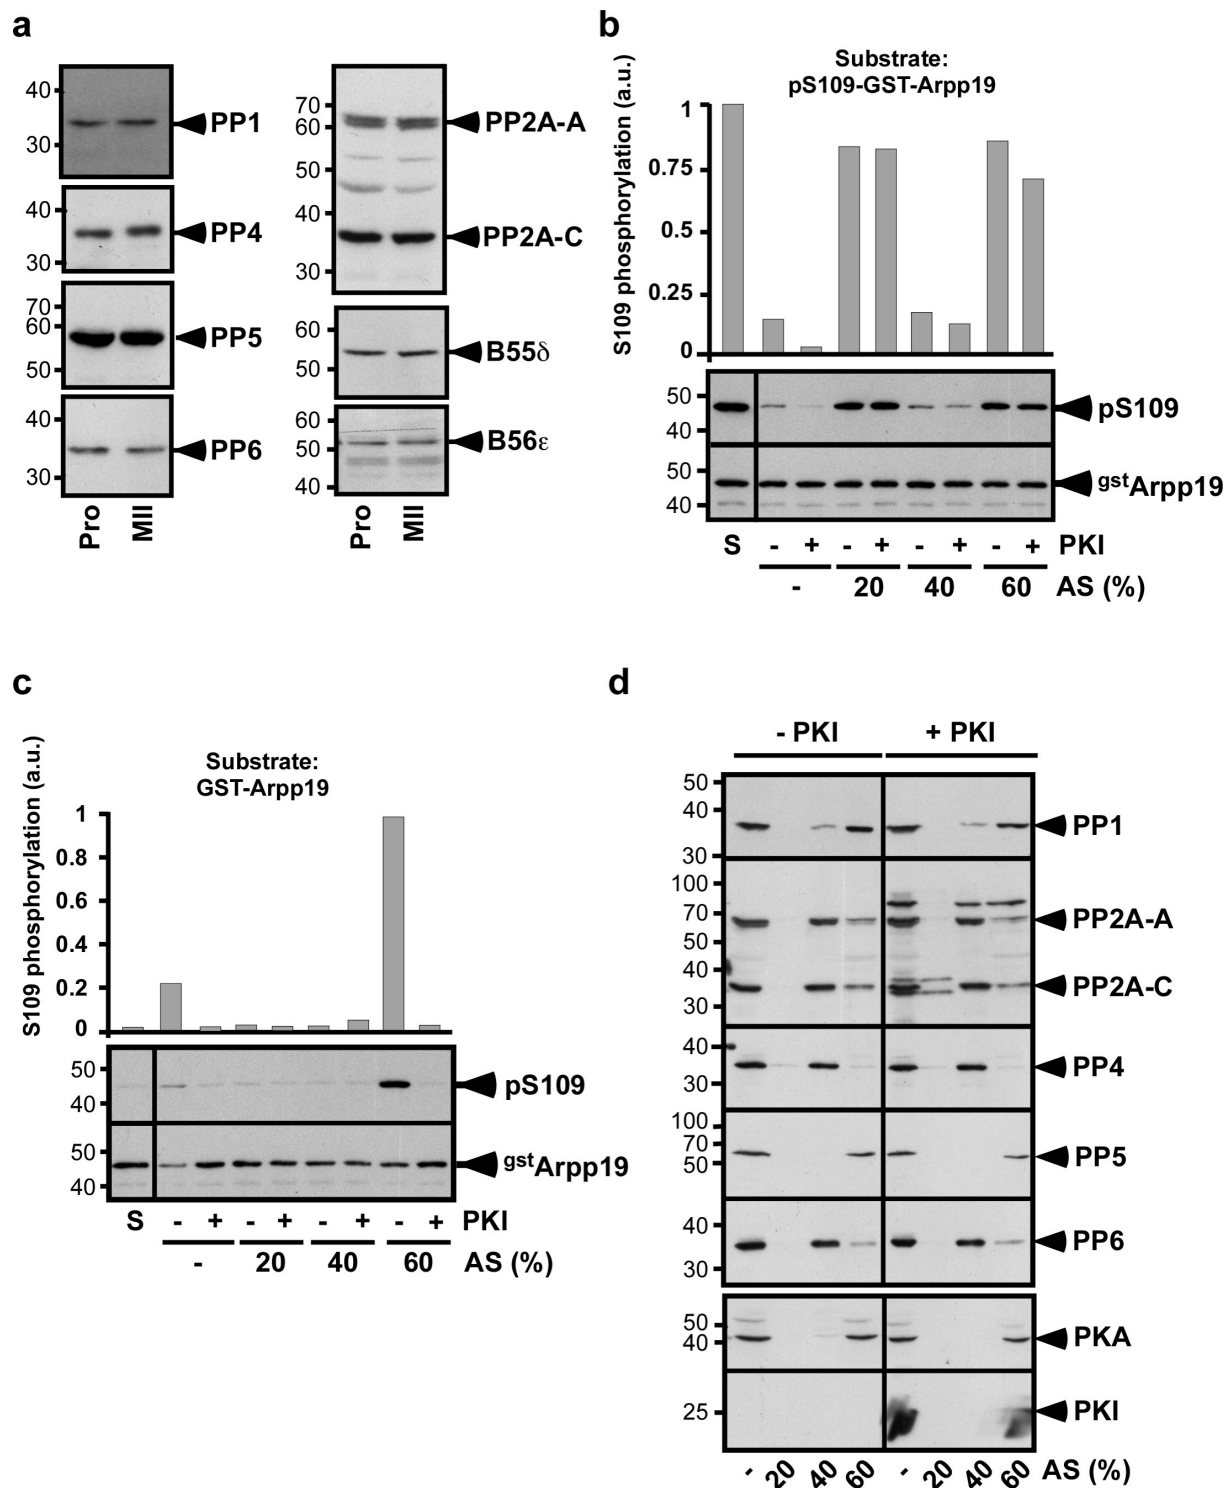 a
40
30
PP1
40
30
PP4
70
60
50
PP5
40
30
PP6
Pro MII
70
60
50
40
30
PP2A-A
PP2A-C
60
50
B55δ
60
50
40
B56ε
Pro MII
b
Substrate:
pS109-GST-Arpp19
S109 phosphorylation (a.u.)
1
0.75
0.5
0.25
0
50
40
pS109
50
40
gstArpp19
S - + - + - + - + PKI
- 20 40 60 AS (%)
c
Substrate:
GST-Arpp19
S109 phosphorylation (a.u.)
1
0.8
0.6
0.4
0.2
0
50
40
pS109
50
40
gstArpp19
S - + - + - + - + PKI
- 20 40 60 AS (%)
d
- PKI + PKI
50
40
30
PP1
100
70
50
40
30
PP2A-A
PP2A-C
40
30
PP4
100
70
50
PP5
40
30
PP6
50
40
PKA
25
PKI
- 20 40 60 - 20 40 60 AS (%)